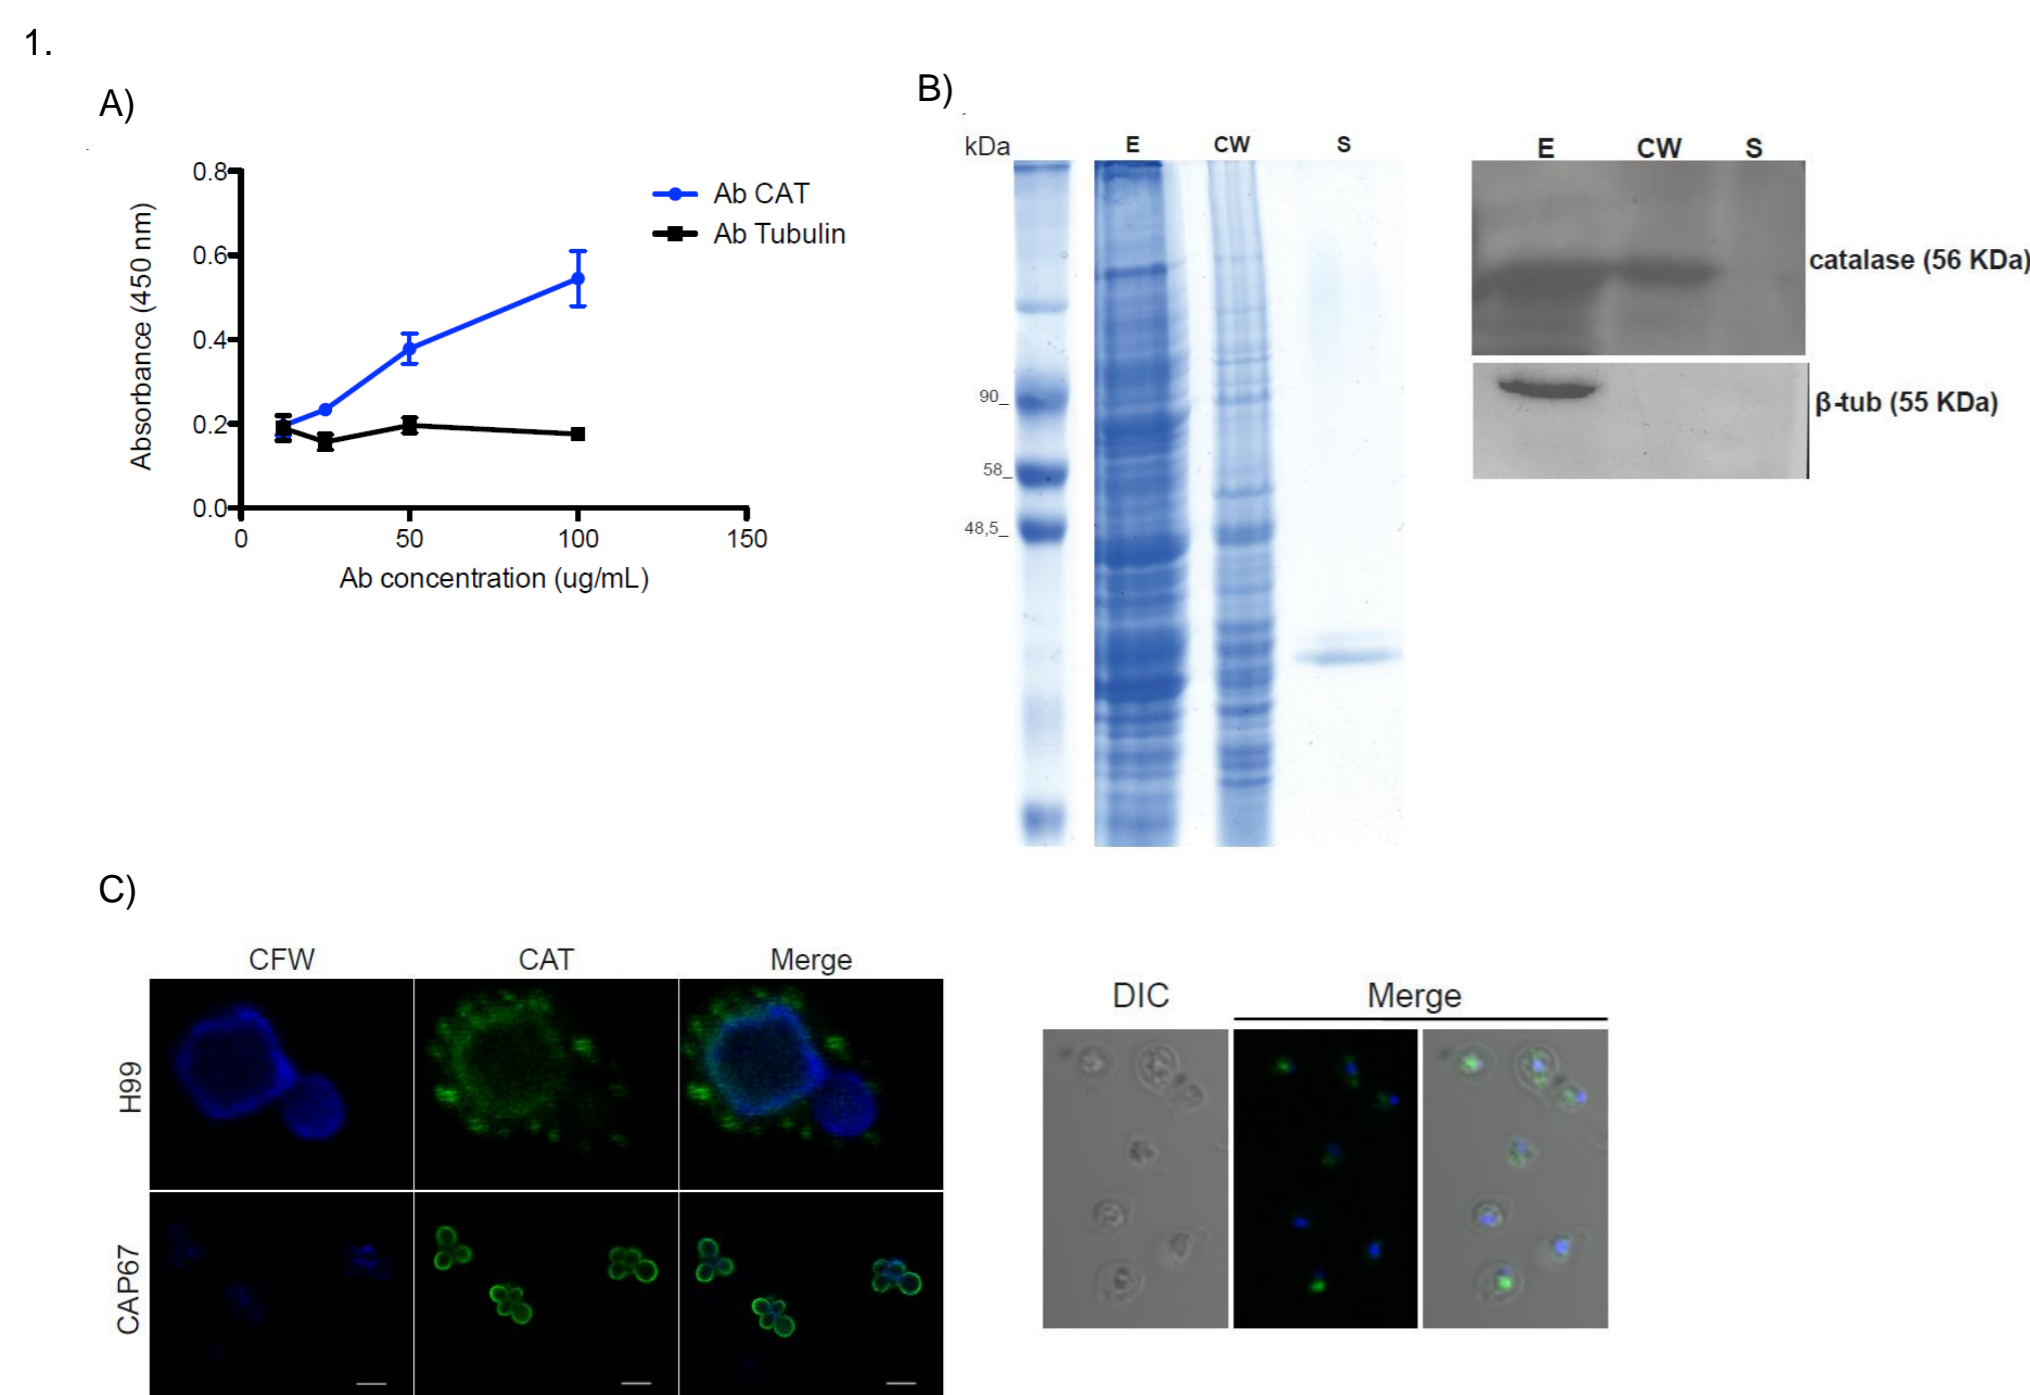 1.
A)
0.8
0.6
0.4
0.2
0.0
0
50
100
150
Absorbance (450 nm)
Ab concentration (ug/mL)
Ab CAT
Ab Tubulin
B)
kDa
E CW S
90_
58_
48,5_
E CW S
catalase (56 KDa)
β-tub (55 KDa)
C)
CFW CAT Merge
H99
CAP67
DIC Merge